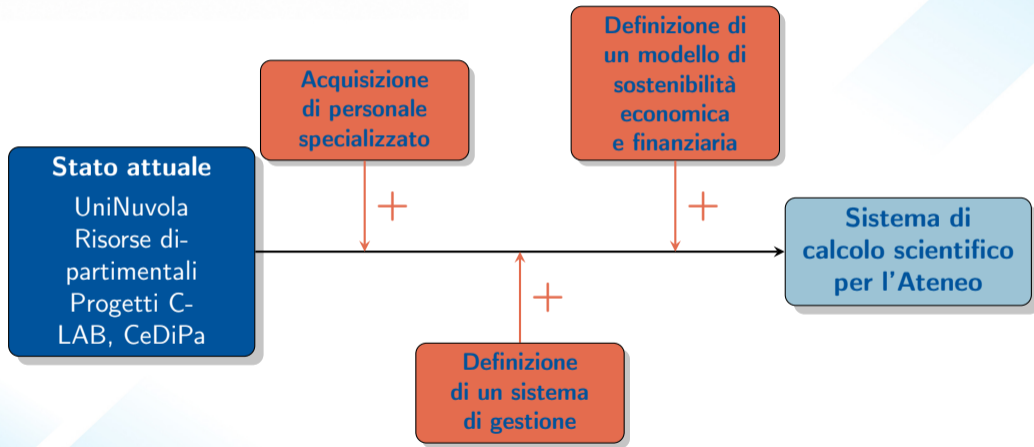 Stato attuale
UniNuvola
Risorse di-
partimentali
Progetti C-
LAB, CeDiPa
Acquisizione
di personale
specializzato
+
Definizione
di un sistema
di gestione
+
Definizione di
un modello di
sostenibilità
economica
e finanziaria
+
Sistema di
calcolo scientifico
per l'Ateneo